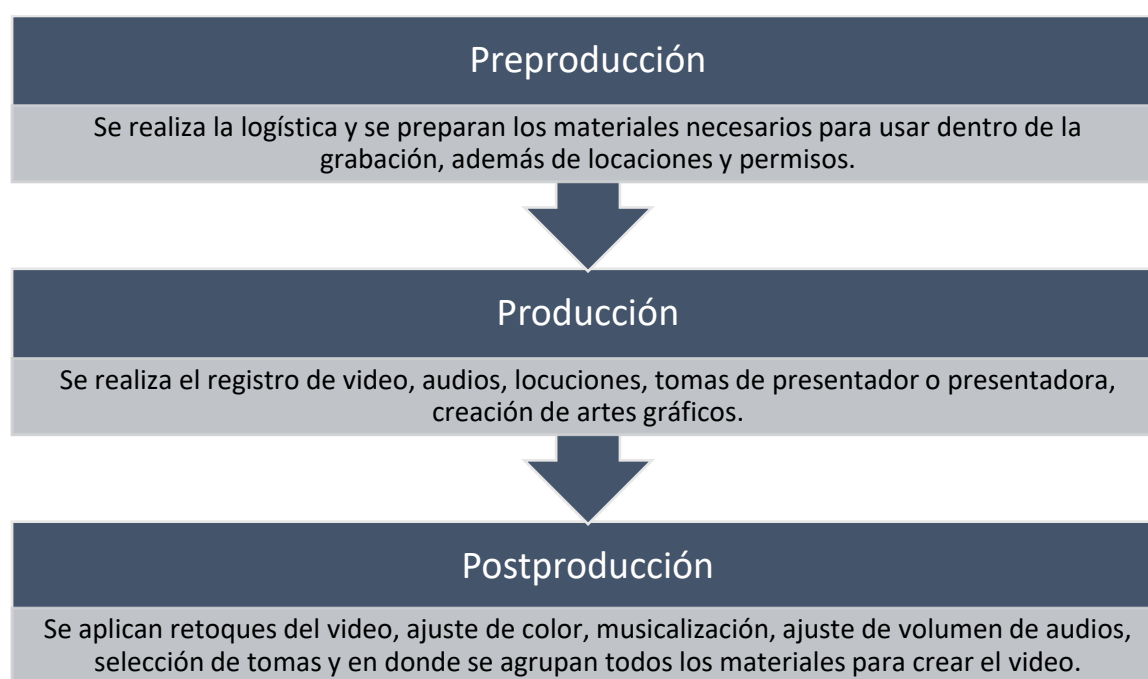 Preproducción
Se realiza la logística y se preparan los materiales necesarios para usar dentro de la
grabación, además de locaciones y permisos.
Producción
Se realiza el registro de video, audios, locuciones, tomas de presentador o presentadora,
creación de artes gráficos.
Postproducción
Se aplican retoques del video, ajuste de color, musicalización, ajuste de volumen de audios,
selección de tomas y en donde se agrupan todos los materiales para crear el video.